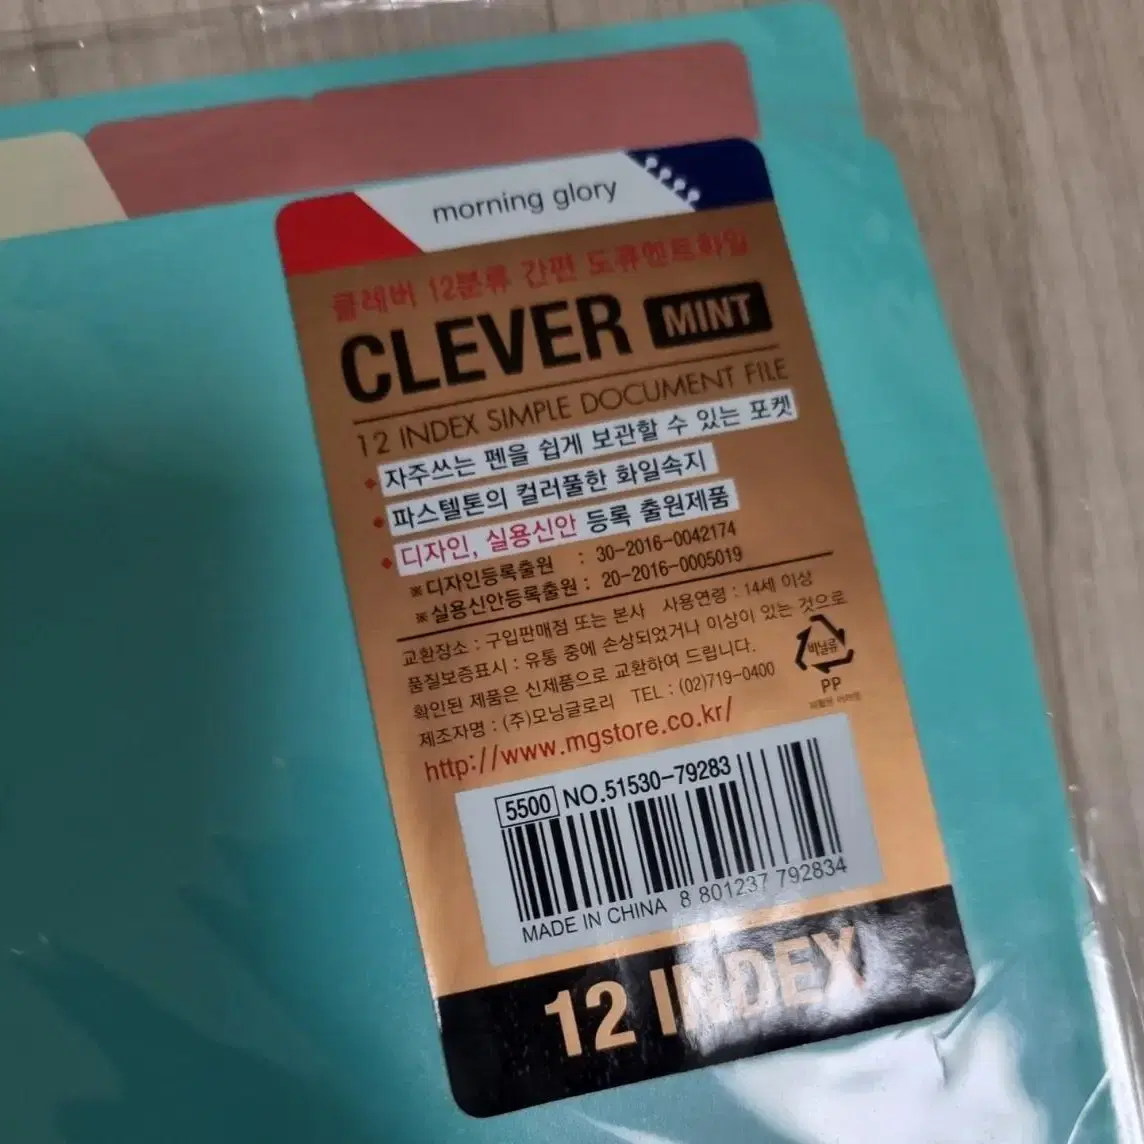 morning glory
클레버 12분류 간편 도큐멘트화일
CLEVER MINT
12 INDEX SIMPLE DOCUMENT FILE
자주쓰는 펜을 쉽게 보관할 수 있는 포켓
파스텔톤의 컬러풀한 화일속지
디자인, 실용신안 등록 출원제품
※디자인등록출원 : 30-2016-0042174
※실용신안등록출원 : 20-2016-0005019
교환장소 : 구입판매점 또는 본사 사용연령 : 14세 이상
품질보증표시 : 유통 중에 손상되었거나 이상이 있는 것으로
확인된 제품은 신제품으로 교환하여 드립니다.
제조자명 : (주)모닝글로리 TEL : (02)719-0400
http://www.mgstore.co.kr/
비닐류
PP
5500 NO.51530-79283
MADE IN CHINA 8 801237 792834
12 INDEX